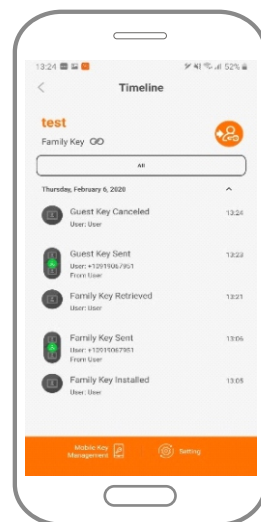 13:24 52%
Timeline
test
Family Key
All
Thursday, February 6, 2020
Guest Key Canceled 13:24
User: User
Guest Key Sent 13:23
User: +12919067951
From: User
Family Key Retrieved 13:21
User: User
Family Key Sent 13:06
User: +12919067951
From: User
Family Key Installed 13:05
User: User
Mobile Key
Management
Setting